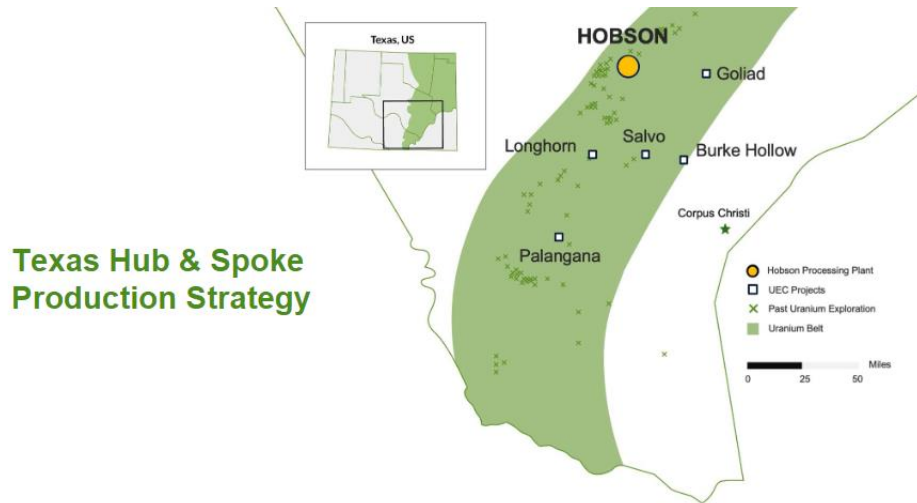 Texas, US
HOBSON
Goliad
Longhorn
Salvo
Burke Hollow
Corpus Christi
Palangana
Texas Hub & Spoke
Production Strategy
Hobson Processing Plant
UEC Projects
Past Uranium Exploration
Uranium Belt
Miles
0 25 50